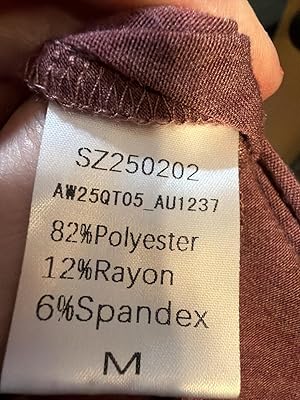 SZ250202
AW25QT05_AU1237
82%Polyester
12%Rayon
6%Spandex
M